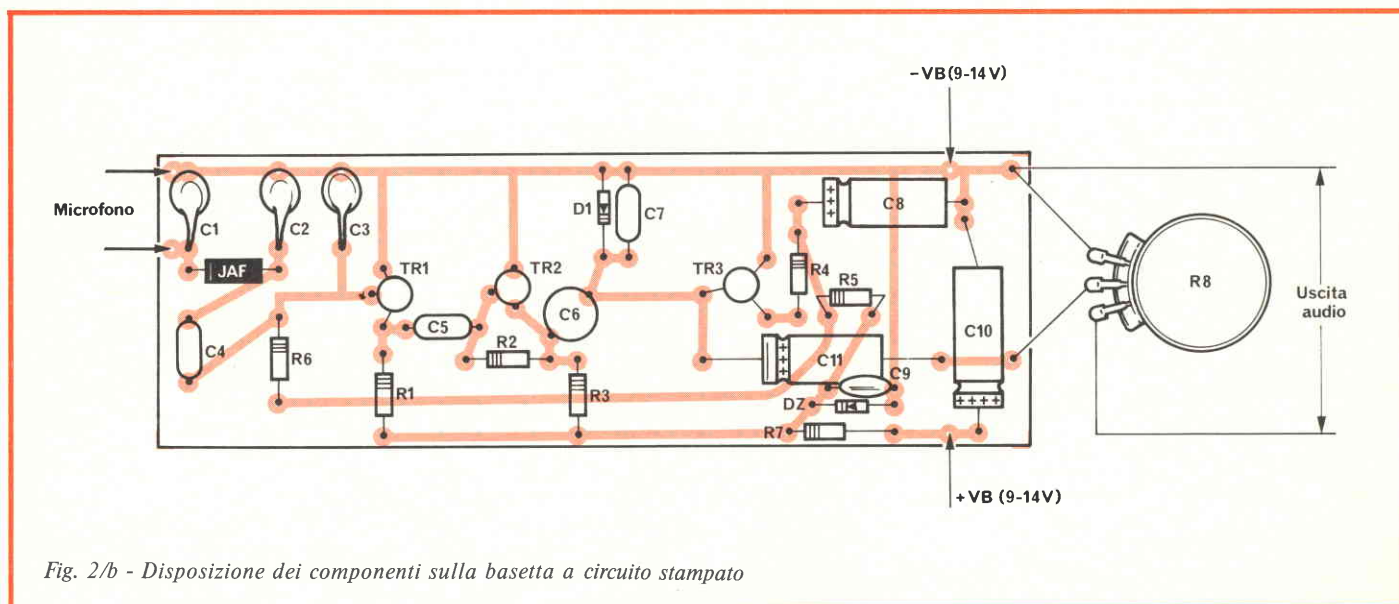 -VB(9-14V)
Microfono
C1
C2
C3
JAF
C4
R6
TR1
C5
R1
TR2
R2
C6
R3
D1
C7
TR3
R4
R5
C8
C11
C9
DZ
R7
C10
R8
Uscita
audio
+++
+++
++++
+VB (9-14V)
Fig. 2/b - Disposizione dei componenti sulla basetta a circuito stampato